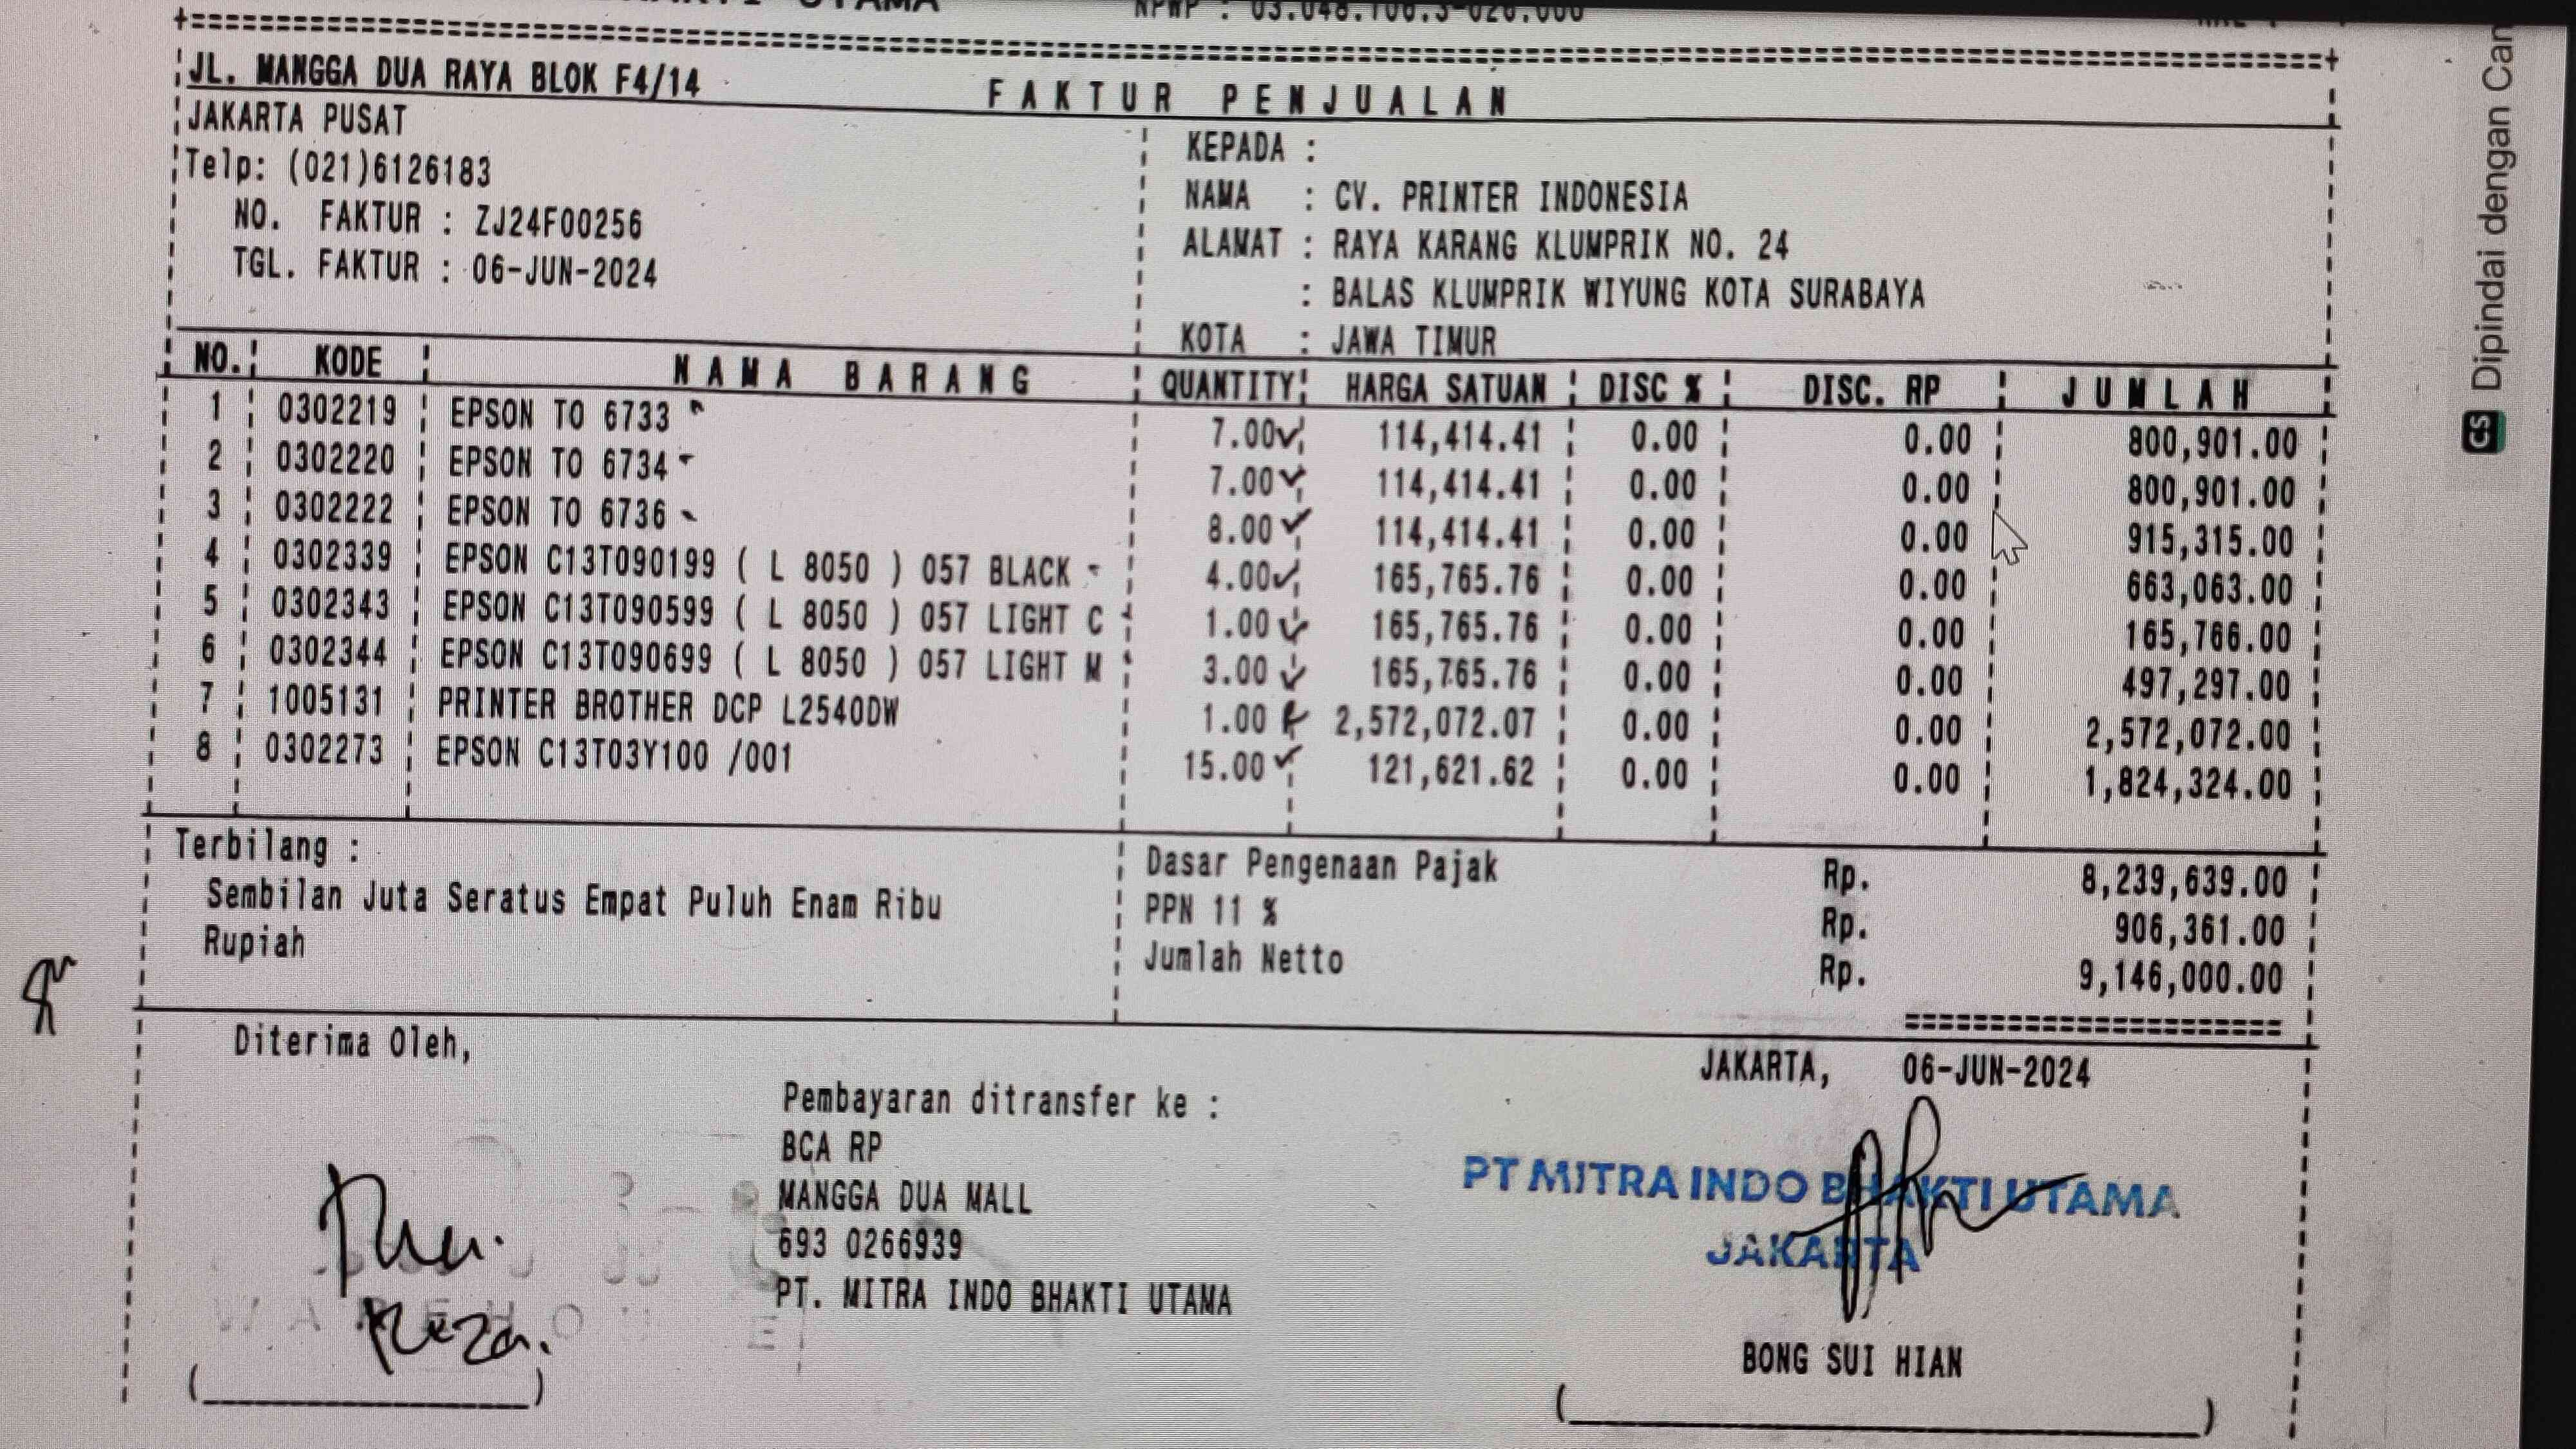 UTAMA
NPWP :
JL. MANGGA DUA RAYA BLOK F4/14
FAKTUR PENJUALAN
JAKARTA PUSAT
Telp: (021)6126183
NO. FAKTUR : ZJ24F00256
TGL. FAKTUR : 06-JUN-2024
KEPADA :
NAMA : CV. PRINTER INDONESIA
ALAMAT : RAYA KARANG KLUMPRIK NO. 24
: BALAS KLUMPRIK WIYUNG KOTA SURABAYA
KOTA : JAWA TIMUR
NO. KODE NAMA BARANG QUANTITY HARGA SATUAN DISC % DISC. RP JUMLAH
1 0302219 EPSON TO 6733 7.00 114,414.41 0.00 0.00 800,901.00
2 0302220 EPSON TO 6734 7.00 114,414.41 0.00 0.00 800,901.00
3 0302222 EPSON TO 6736 8.00 114,414.41 0.00 0.00 915,315.00
4 0302339 EPSON C13T090199 ( L 8050 ) 057 BLACK 4.00 165,765.76 0.00 0.00 663,063.00
5 0302343 EPSON C13T090599 ( L 8050 ) 057 LIGHT C 1.00 165,765.76 0.00 0.00 165,766.00
6 0302344 EPSON C13T090699 ( L 8050 ) 057 LIGHT M 3.00 165,765.76 0.00 0.00 497,297.00
7 1005131 PRINTER BROTHER DCP L2540DW 1.00 2,572,072.07 0.00 0.00 2,572,072.00
8 0302273 EPSON C13T03Y100 /001 15.00 121,621.62 0.00 0.00 1,824,324.00
Terbilang :
Sembilan Juta Seratus Empat Puluh Enam Ribu
Rupiah
Dasar Pengenaan Pajak Rp. 8,239,639.00
PPN 11 % Rp. 906,361.00
Jumlah Netto Rp. 9,146,000.00
Diterima Oleh,
Reza.
Pembayaran ditransfer ke :
BCA RP
MANGGA DUA MALL
693 0266939
PT. MITRA INDO BHAKTI UTAMA
JAKARTA, 06-JUN-2024
PT MITRA INDO BHAKTI UTAMA
JAKARTA
BONG SUI HIAN
CS Dipindai dengan Cam